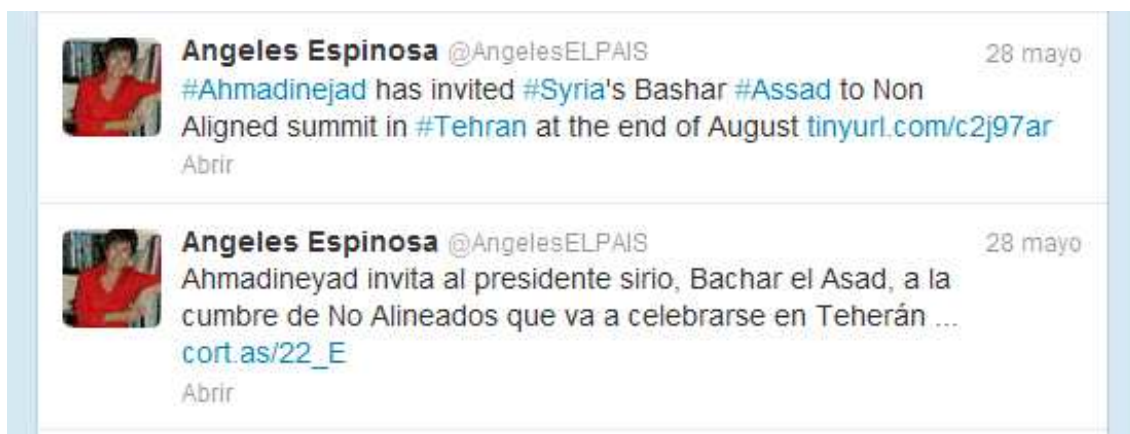 Angeles Espinosa @AngelesELPAIS 28 mayo
#Ahmadinejad has invited #Syria's Bashar #Assad to Non
Aligned summit in #Tehran at the end of August tinyurl.com/c2j97ar
Abrir
Angeles Espinosa @AngelesELPAIS 28 mayo
Ahmadineyad invita al presidente sirio, Bachar el Asad, a la
cumbre de No Alineados que va a celebrarse en Teherán ...
cort.as/22_E
Abrir